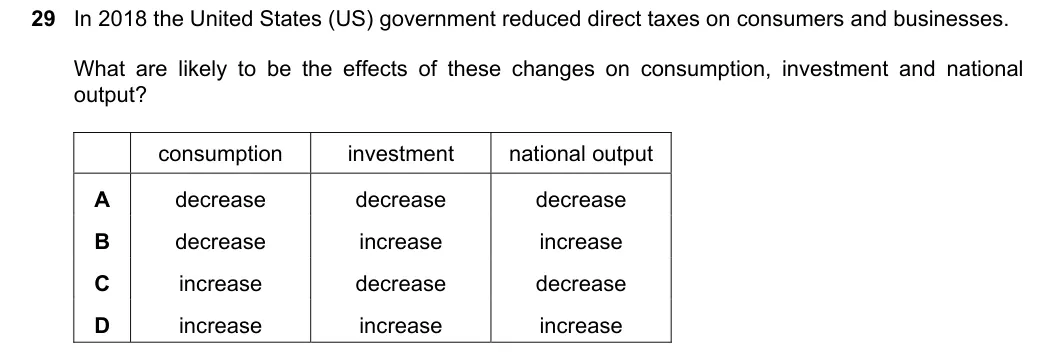 29 In 2018 the United States (US) government reduced direct taxes on consumers and businesses.
What are likely to be the effects of these changes on consumption, investment and national
output?
consumption investment national output
A decrease decrease decrease
B decrease increase increase
C increase decrease decrease
D increase increase increase